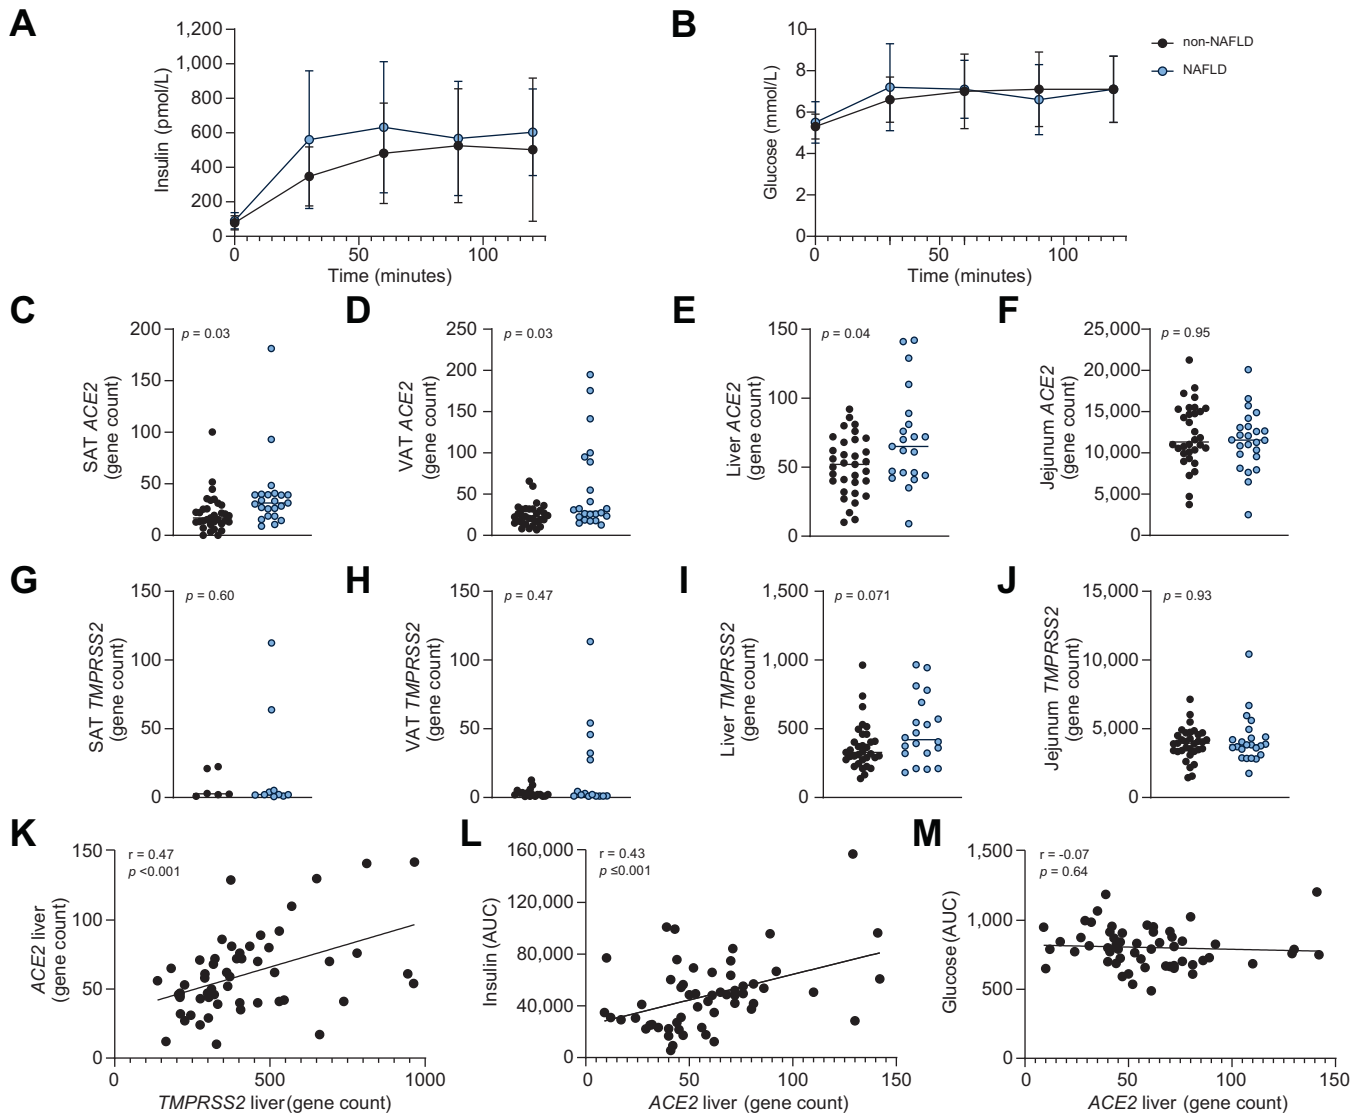 A
1,200
1,000
800
600
400
200
0
Insulin (pmol/L)
0
50
100
Time (minutes)
B
10
8
6
4
2
0
Glucose (mmol/L)
0
50
100
Time (minutes)
non-NAFLD
NAFLD
C
200
150
100
50
0
SAT ACE2
(gene count)
p = 0.03
D
250
200
150
100
50
0
VAT ACE2
(gene count)
p = 0.03
E
150
100
50
0
Liver ACE2
(gene count)
p = 0.04
F
25,000
20,000
15,000
10,000
5,000
0
Jejunum ACE2
(gene count)
p = 0.95
G
150
100
50
0
SAT TMPRSS2
(gene count)
p = 0.60
H
150
100
50
0
VAT TMPRSS2
(gene count)
p = 0.47
I
1,500
1,000
500
0
Liver TMPRSS2
(gene count)
p = 0.071
J
15,000
10,000
5,000
0
Jejunum TMPRSS2
(gene count)
p = 0.93
K
150
100
50
0
ACE2 liver
(gene count)
r = 0.47
p <0.001
0
500
1000
TMPRSS2 liver (gene count)
L
160,000
120,000
80,000
40,000
0
Insulin (AUC)
r = 0.43
p ≤0.001
0
50
100
150
ACE2 liver (gene count)
M
1,500
1,000
500
0
Glucose (AUC)
r = -0.07
p = 0.64
0
50
100
150
ACE2 liver (gene count)